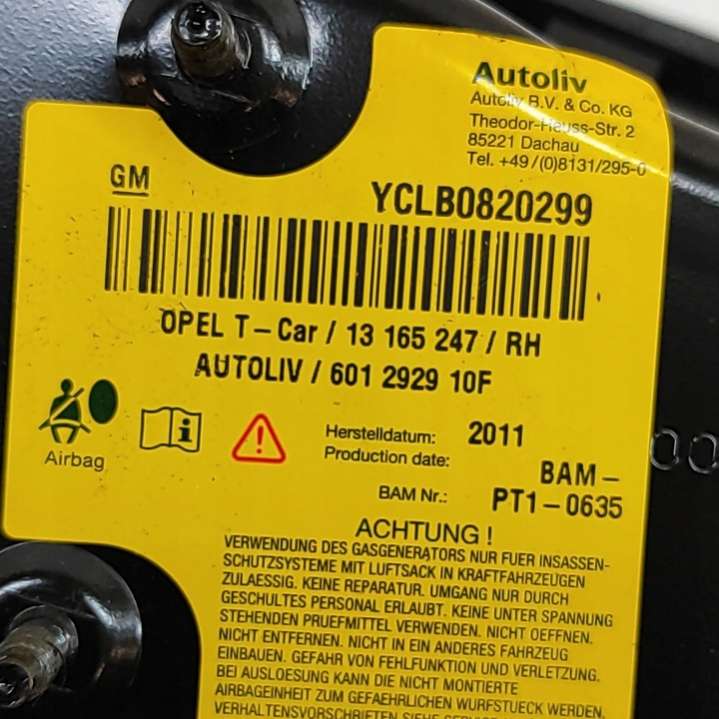 Autoliv
Autoliv B.V. & Co. KG
Theodor-Heuss-Str. 2
85221 Dachau
Tel. +49/(0)8131/295-0
GM
YCLB0820299
OPEL T-Car / 13 165 247 / RH
AUTOLIV / 601 2929 10F
Airbag
Herstelldatum: 2011
Production date:
BAM Nr.: BAM-
PT1-0635
ACHTUNG !
VERWENDUNG DES GASGENERATORS NUR FUER INSASSEN-
SCHUTZSYSTEME MIT LUFTSACK IN KRAFTFAHRZEUGEN
ZULAESSIG. KEINE REPARATUR. UMGANG NUR DURCH
GESCHULTES PERSONAL ERLAUBT. KEINE UNTER SPANNUNG
STEHENDEN PRUEFMITTEL VERWENDEN. NICHT OEFFNEN.
NICHT ENTFERNEN. NICHT IN EIN ANDERES FAHRZEUG
EINBAUEN. GEFAHR VON FEHLFUNKTION UND VERLETZUNG.
BEI AUSLOESUNG KANN DIE NICHT MONTIERTE
AIRBAGEINHEIT ZUM GEFAEHRLICHEN WURFSTUECK WERDEN.
VERHALTENSVORSCHRIFTEN SIEHE